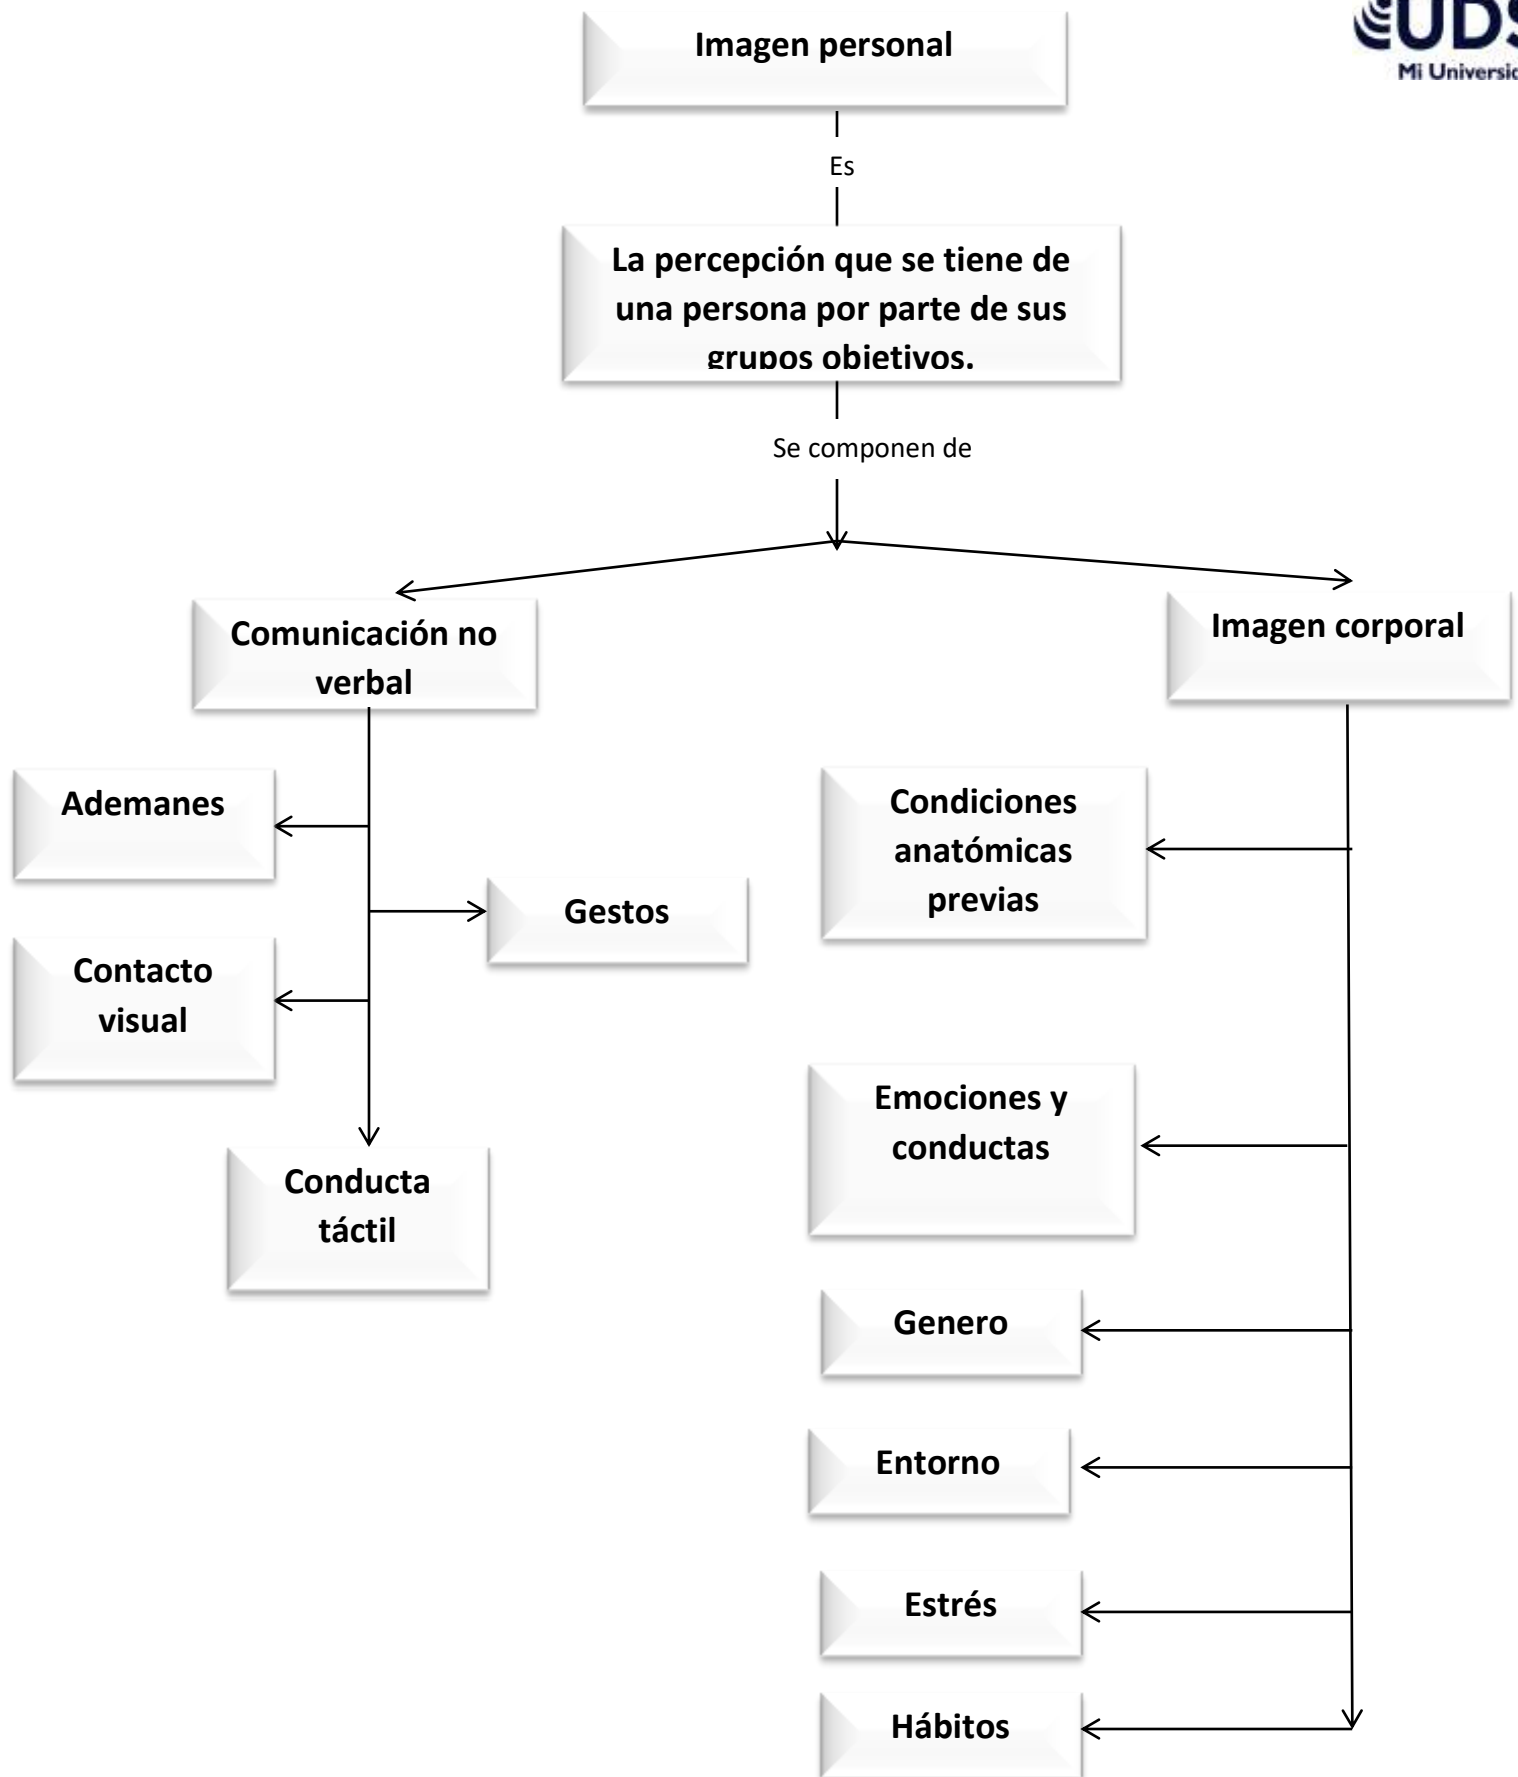 UDS
Mi Universid
Imagen personal
Es
La percepción que se tiene de
una persona por parte de sus
grupos objetivos.
Se componen de
Comunicación no
verbal
Imagen corporal
Ademanes
Condiciones
anatómicas
previas
Gestos
Contacto
visual
Emociones y
conductas
Conducta
táctil
Genero
Entorno
Estrés
Hábitos